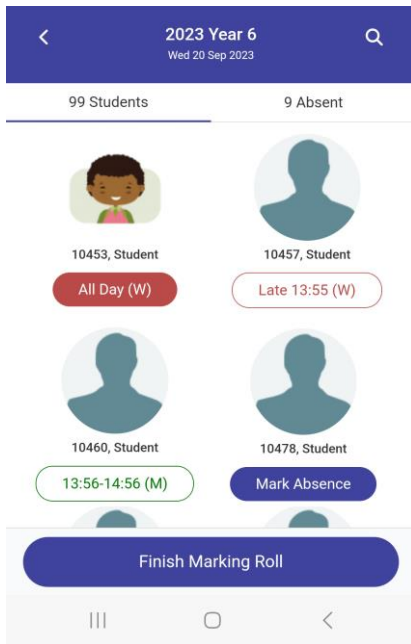 2023 Year 6
Wed 20 Sep 2023
99 Students
9 Absent
10453, Student
10457, Student
All Day (W)
Late 13:55 (W)
10460, Student
10478, Student
13:56-14:56 (M)
Mark Absence
Finish Marking Roll